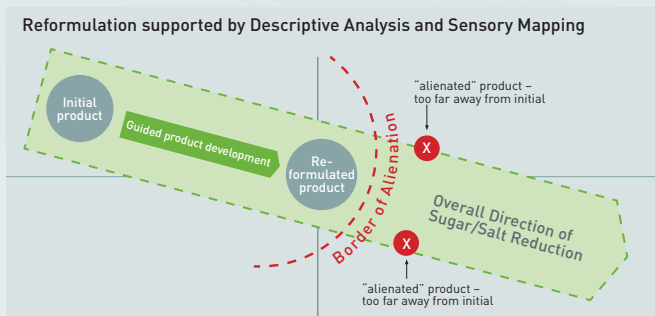 Reformulation supported by Descriptive Analysis and Sensory Mapping
"alienated" product –
too far away from initial
Initial
product
Guided product development
Re-
formulated
product
Border of Alienation
X
Overall Direction of
Sugar/Salt Reduction
X
"alienated" product –
too far away from initial